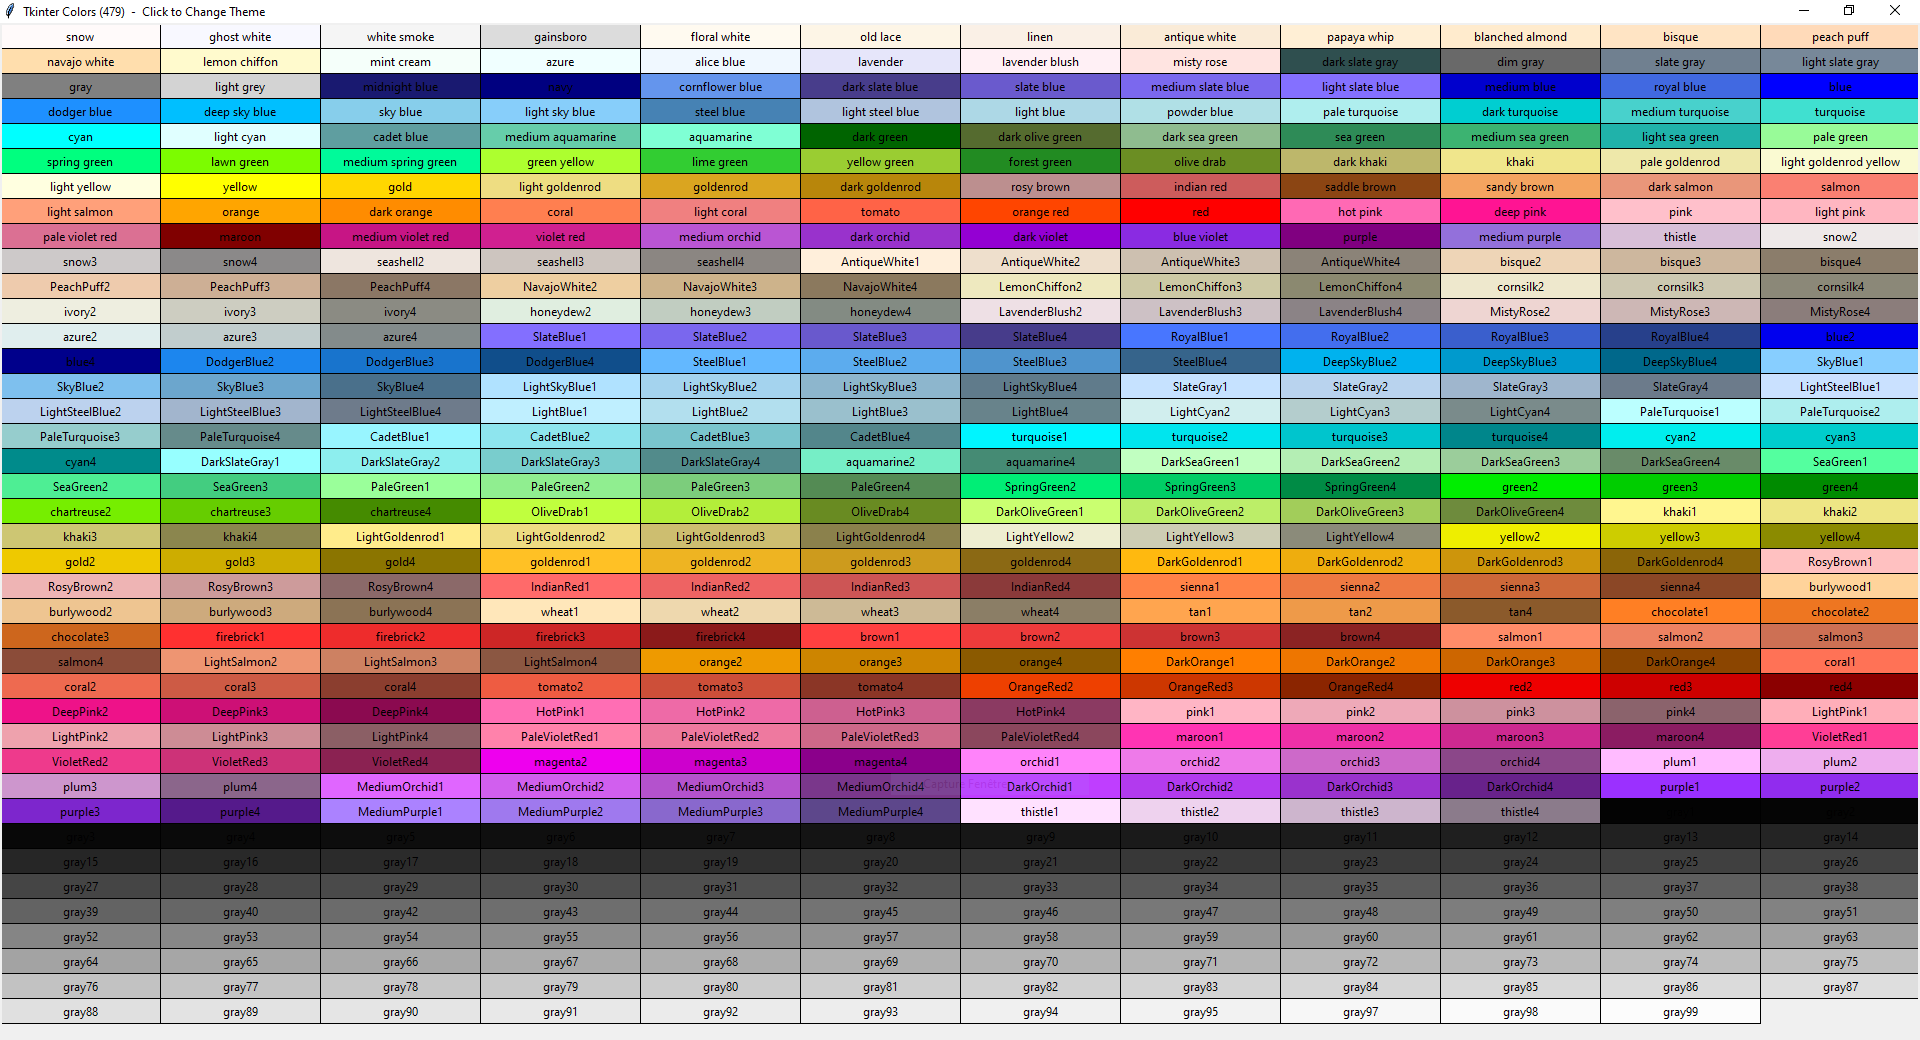 Tkinter Colors (479)  -  Click to Change Theme
snow ghost white white smoke gainsboro floral white old lace linen antique white papaya whip blanched almond bisque peach puff
navajo white lemon chiffon mint cream azure alice blue lavender lavender blush misty rose dark slate gray dim gray slate gray light slate gray
gray light grey midnight blue navy cornflower blue dark slate blue slate blue medium slate blue light slate blue medium blue royal blue blue
dodger blue deep sky blue sky blue light sky blue steel blue light steel blue light blue powder blue pale turquoise dark turquoise medium turquoise turquoise
cyan light cyan cadet blue medium aquamarine aquamarine dark green dark olive green dark sea green sea green medium sea green light sea green pale green
spring green lawn green medium spring green green yellow lime green yellow green forest green olive drab dark khaki khaki pale goldenrod light goldenrod yellow
light yellow yellow gold light goldenrod goldenrod dark goldenrod rosy brown indian red saddle brown sandy brown dark salmon salmon
light salmon orange dark orange coral light coral tomato orange red red hot pink deep pink pink light pink
pale violet red maroon medium violet red violet red medium orchid dark orchid dark violet blue violet purple medium purple thistle snow2
snow3 snow4 seashell2 seashell3 seashell4 AntiqueWhite1 AntiqueWhite2 AntiqueWhite3 AntiqueWhite4 bisque2 bisque3 bisque4
PeachPuff2 PeachPuff3 PeachPuff4 NavajoWhite2 NavajoWhite3 NavajoWhite4 LemonChiffon2 LemonChiffon3 LemonChiffon4 cornsilk2 cornsilk3 cornsilk4
ivory2 ivory3 ivory4 honeydew2 honeydew3 honeydew4 LavenderBlush2 LavenderBlush3 LavenderBlush4 MistyRose2 MistyRose3 MistyRose4
azure2 azure3 azure4 SlateBlue1 SlateBlue2 SlateBlue3 SlateBlue4 RoyalBlue1 RoyalBlue2 RoyalBlue3 RoyalBlue4 blue2
blue4 DodgerBlue2 DodgerBlue3 DodgerBlue4 SteelBlue1 SteelBlue2 SteelBlue3 SteelBlue4 DeepSkyBlue2 DeepSkyBlue3 DeepSkyBlue4 SkyBlue1
SkyBlue2 SkyBlue3 SkyBlue4 LightSkyBlue1 LightSkyBlue2 LightSkyBlue3 LightSkyBlue4 SlateGray1 SlateGray2 SlateGray3 SlateGray4 LightSteelBlue1
LightSteelBlue2 LightSteelBlue3 LightSteelBlue4 LightBlue1 LightBlue2 LightBlue3 LightBlue4 LightCyan2 LightCyan3 LightCyan4 PaleTurquoise1 PaleTurquoise2
PaleTurquoise3 PaleTurquoise4 CadetBlue1 CadetBlue2 CadetBlue3 CadetBlue4 turquoise1 turquoise2 turquoise3 turquoise4 cyan2 cyan3
cyan4 DarkSlateGray1 DarkSlateGray2 DarkSlateGray3 DarkSlateGray4 aquamarine2 aquamarine4 DarkSeaGreen1 DarkSeaGreen2 DarkSeaGreen3 DarkSeaGreen4 SeaGreen1
SeaGreen2 SeaGreen3 PaleGreen1 PaleGreen2 PaleGreen3 PaleGreen4 SpringGreen2 SpringGreen3 SpringGreen4 green2 green3 green4
chartreuse2 chartreuse3 chartreuse4 OliveDrab1 OliveDrab2 OliveDrab4 DarkOliveGreen1 DarkOliveGreen2 DarkOliveGreen3 DarkOliveGreen4 khaki1 khaki2
khaki3 khaki4 LightGoldenrod1 LightGoldenrod2 LightGoldenrod3 LightGoldenrod4 LightYellow2 LightYellow3 LightYellow4 yellow2 yellow3 yellow4
gold2 gold3 gold4 goldenrod1 goldenrod2 goldenrod3 goldenrod4 DarkGoldenrod1 DarkGoldenrod2 DarkGoldenrod3 DarkGoldenrod4 RosyBrown1
RosyBrown2 RosyBrown3 RosyBrown4 IndianRed1 IndianRed2 IndianRed3 IndianRed4 sienna1 sienna2 sienna3 sienna4 burlywood1
burlywood2 burlywood3 burlywood4 wheat1 wheat2 wheat3 wheat4 tan1 tan2 tan4 chocolate1 chocolate2
chocolate3 firebrick1 firebrick2 firebrick3 firebrick4 brown1 brown2 brown3 brown4 salmon1 salmon2 salmon3
salmon4 LightSalmon2 LightSalmon3 LightSalmon4 orange2 orange3 orange4 DarkOrange1 DarkOrange2 DarkOrange3 DarkOrange4 coral1
coral2 coral3 coral4 tomato2 tomato3 tomato4 OrangeRed2 OrangeRed3 OrangeRed4 red2 red3 red4
DeepPink2 DeepPink3 DeepPink4 HotPink1 HotPink2 HotPink3 HotPink4 pink1 pink2 pink3 pink4 LightPink1
LightPink2 LightPink3 LightPink4 PaleVioletRed1 PaleVioletRed2 PaleVioletRed3 PaleVioletRed4 maroon1 maroon2 maroon3 maroon4 VioletRed1
VioletRed2 VioletRed3 VioletRed4 magenta2 magenta3 magenta4 orchid1 orchid2 orchid3 orchid4 plum1 plum2
plum3 plum4 MediumOrchid1 MediumOrchid2 MediumOrchid3 MediumOrchid4 DarkOrchid1 DarkOrchid2 DarkOrchid3 DarkOrchid4 purple1 purple2
purple3 purple4 MediumPurple1 MediumPurple2 MediumPurple3 MediumPurple4 thistle1 thistle2 thistle3 thistle4
gray3 gray4 gray5 gray6 gray7 gray8 gray9 gray10 gray11 gray12 gray13 gray14
gray15 gray16 gray17 gray18 gray19 gray20 gray21 gray22 gray23 gray24 gray25 gray26
gray27 gray28 gray29 gray30 gray31 gray32 gray33 gray34 gray35 gray36 gray37 gray38
gray39 gray40 gray42 gray43 gray44 gray45 gray46 gray47 gray48 gray49 gray50 gray51
gray52 gray53 gray54 gray55 gray56 gray57 gray58 gray59 gray60 gray61 gray62 gray63
gray64 gray65 gray66 gray67 gray68 gray69 gray70 gray71 gray72 gray73 gray74 gray75
gray76 gray77 gray78 gray79 gray80 gray81 gray82 gray83 gray84 gray85 gray86 gray87
gray88 gray89 gray90 gray91 gray92 gray93 gray94 gray95 gray97 gray98 gray99